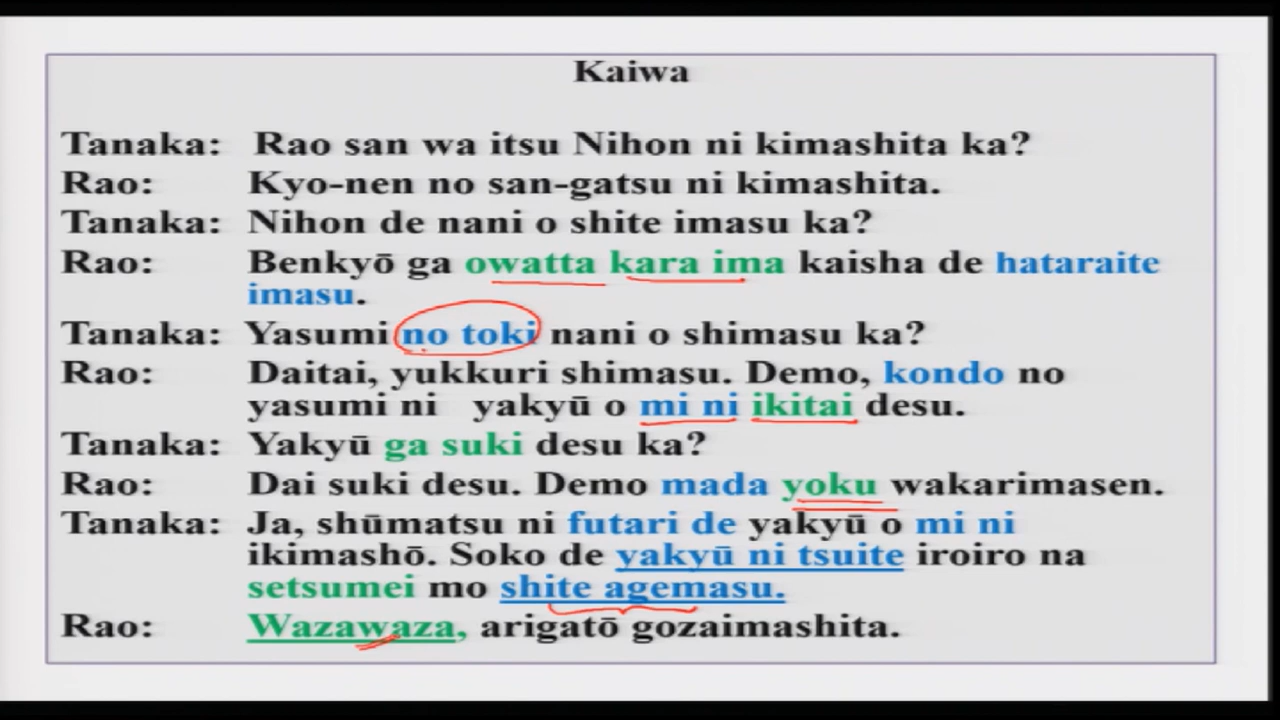 Kaiwa
Tanaka: Rao san wa itsu Nihon ni kimashita ka?
Rao: Kyo-nen no san-gatsu ni kimashita.
Tanaka: Nihon de nani o shite imasu ka?
Rao: Benkyō ga owatta kara ima kaisha de hataraite
imasu.
Tanaka: Yasumi no toki nani o shimasu ka?
Rao: Daitai, yukkuri shimasu. Demo, kondo no
yasumi ni yakyū o mi ni ikitai desu.
Tanaka: Yakyū ga suki desu ka?
Rao: Dai suki desu. Demo mada yoku wakarimasen.
Tanaka: Ja, shūmatsu ni futari de yakyū o mi ni
ikimashō. Soko de yakyū ni tsuite iroiro na
setsumei mo shite agemasu.
Rao: Wazawaza, arigatō gozaimashita.